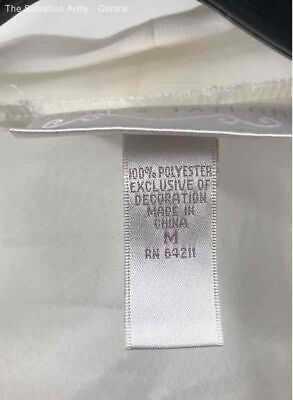 The Salvation Army - Central
100% POLYESTER
EXCLUSIVE OF
DECORATION
MADE IN
CHINA
M
RN 64211